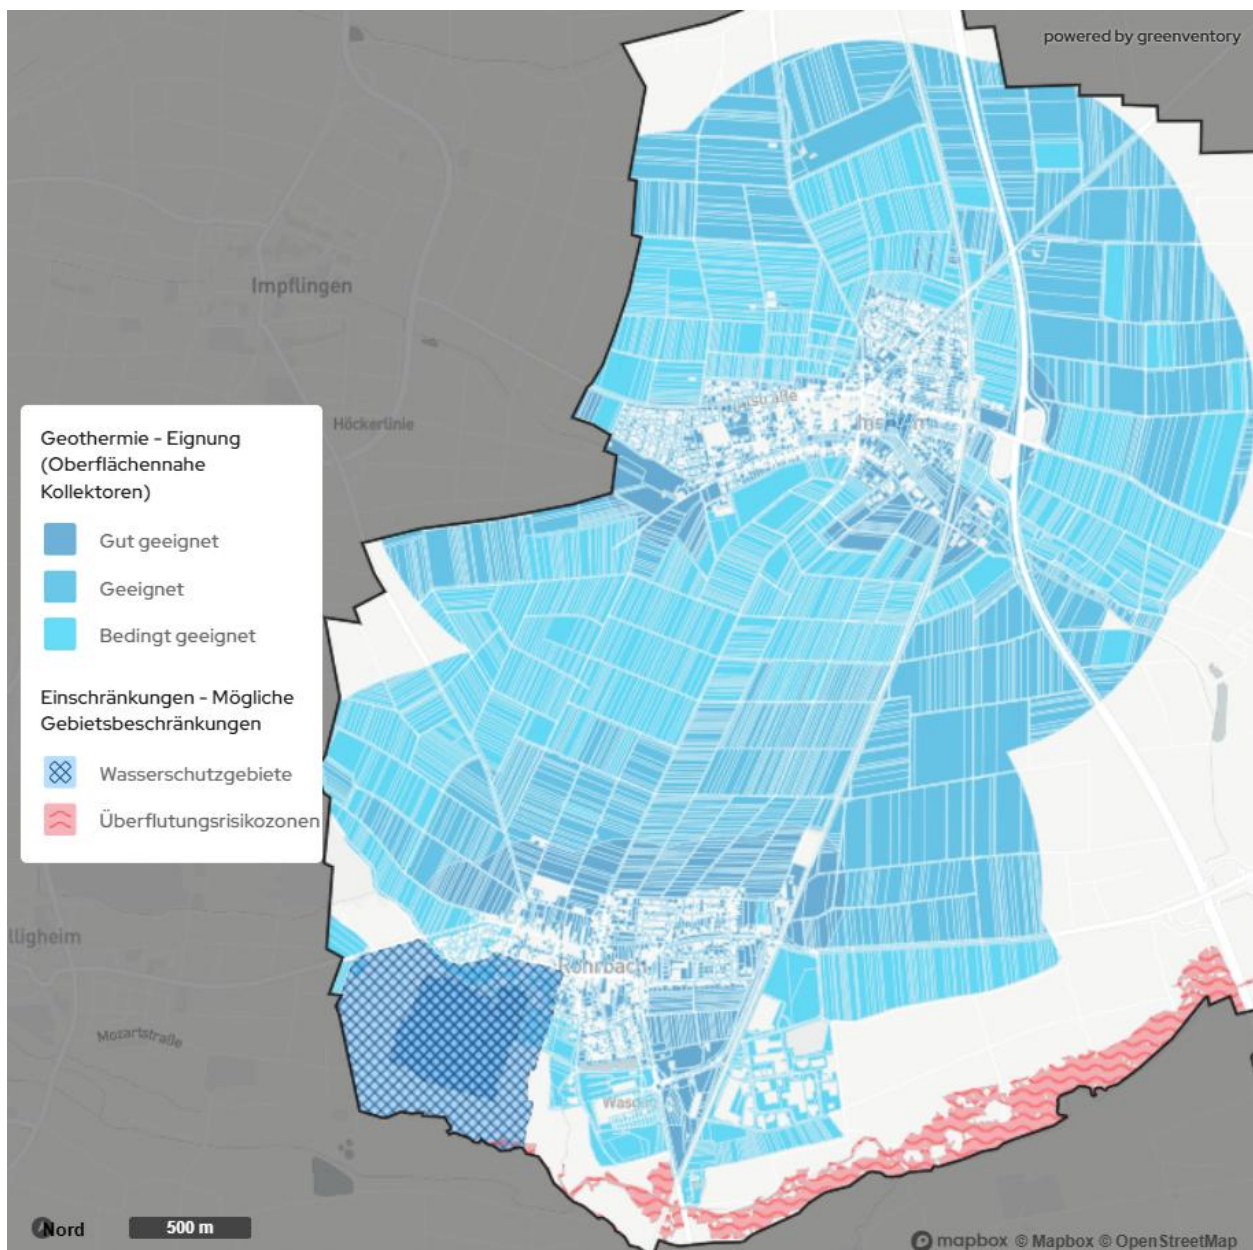 powered by greenventory
Impflingen
Höckerlinie
Geothermie - Eignung
(Oberflächennahe
Kollektoren)
Gut geeignet
Geeignet
Bedingt geeignet
Einschränkungen - Mögliche
Gebietsbeschränkungen
Wasserschutzgebiete
Überflutungsrisikozonen
lligheim
Rohrbach
Mozartstraße
Nord
500 m
mapbox © Mapbox © OpenStreetMap